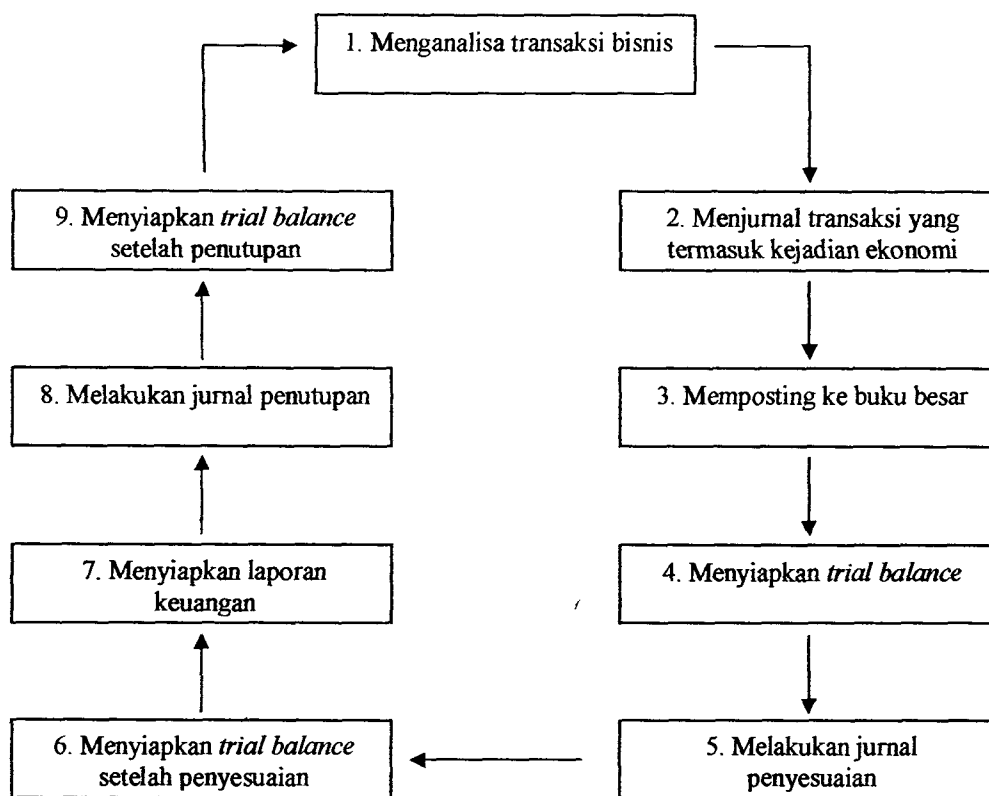 1. Menganalisa transaksi bisnis
2. Menjurnal transaksi yang
termasuk kejadian ekonomi
3. Memposting ke buku besar
4. Menyiapkan trial balance
5. Melakukan jurnal
penyesuaian
6. Menyiapkan trial balance
setelah penyesuaian
7. Menyiapkan laporan
keuangan
8. Melakukan jurnal penutupan
9. Menyiapkan trial balance
setelah penutupan